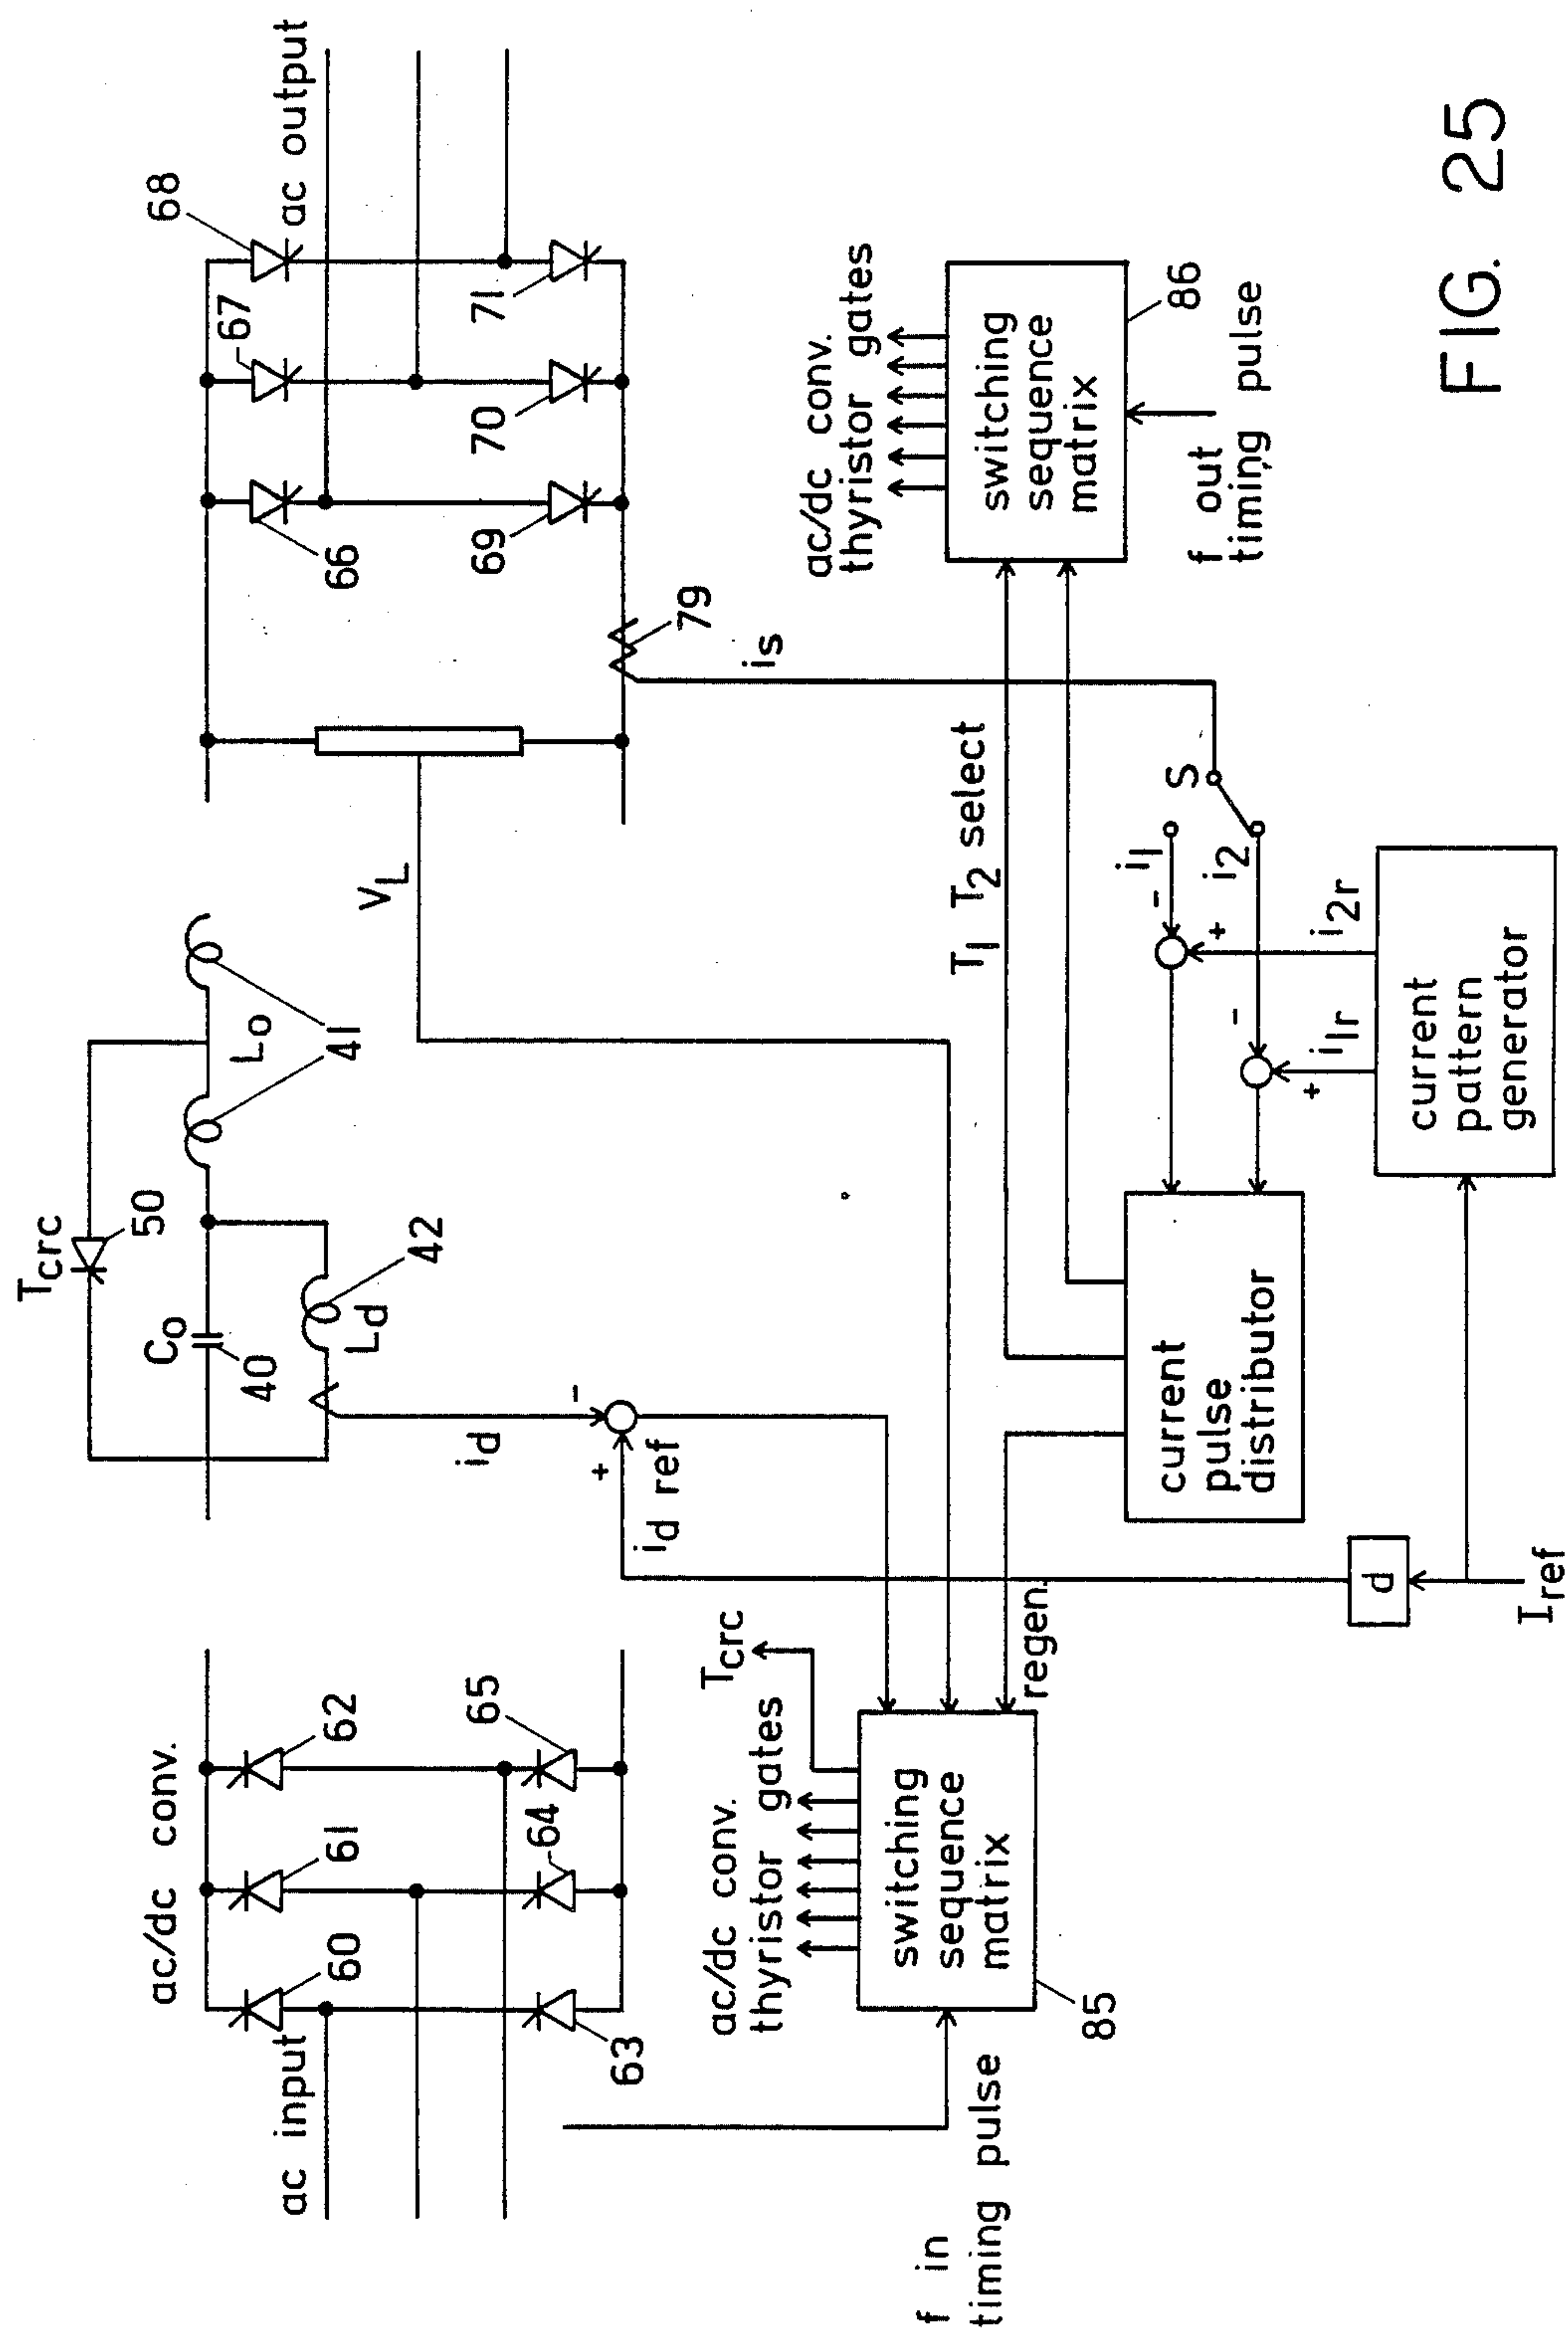 ac/dc conv.
ac input
60
61
62
63
64
65
Tcrc
50
Co
40
Lo
41
Ld
42
id
-
+
id ref
VL
68
67
66
ac output
71
70
69
79
is
ac/dc conv.
thyristor gates
Tcrc
switching
sequence
matrix
85
f in
timing pulse
regen.
T1 T2 select
ac/dc conv.
thyristor gates
switching
sequence
matrix
86
f out
timing pulse
S
i1
-
+
i2
-
+
i2r
i1r
current
pulse
distributor
current
pattern
generator
d
Iref
FIG. 25